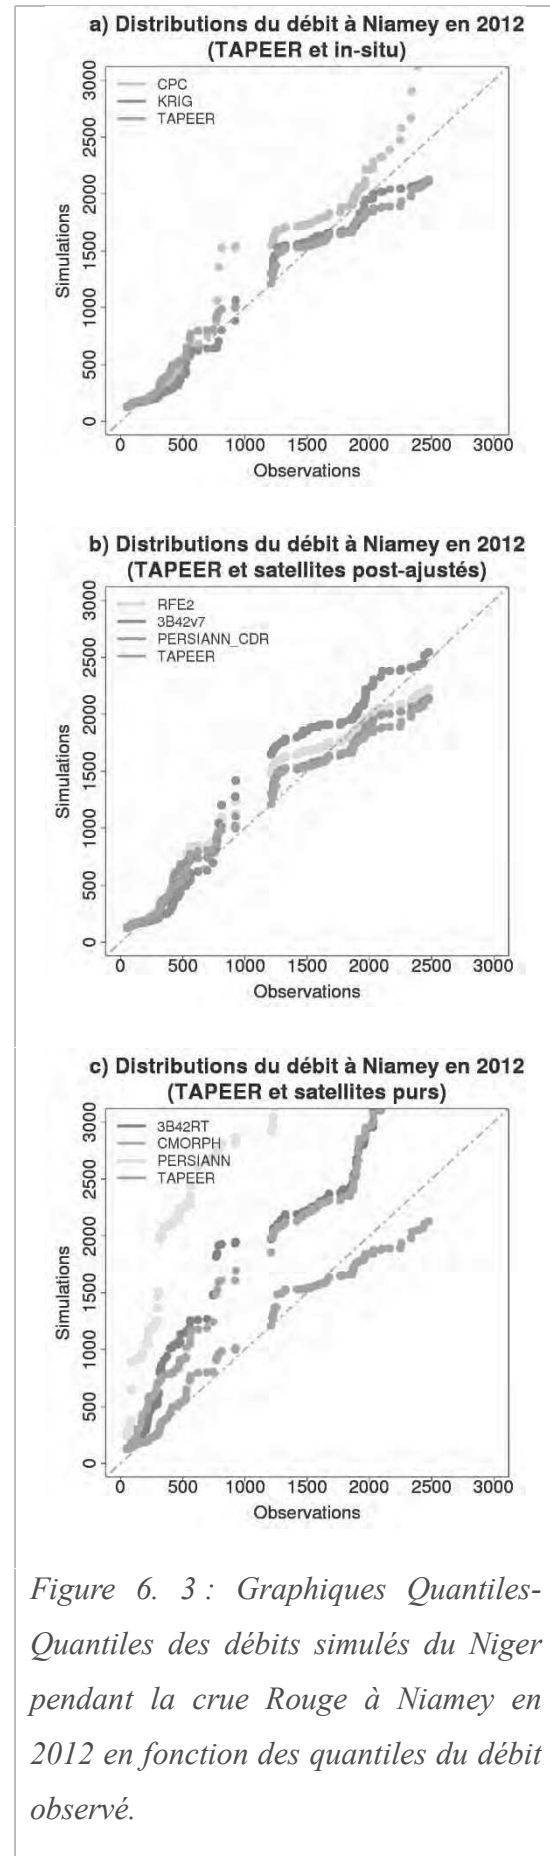 a) Distributions du débit à Niamey en 2012
(TAPEER et in-situ)
CPC
KRIG
TAPEER
Simulations
0 500 1000 1500 2000 2500 3000
0 500 1000 1500 2000 2500 3000
Observations
b) Distributions du débit à Niamey en 2012
(TAPEER et satellites post-ajustés)
RFE2
3B42v7
PERSIANN_CDR
TAPEER
Simulations
0 500 1000 1500 2000 2500 3000
0 500 1000 1500 2000 2500 3000
Observations
c) Distributions du débit à Niamey en 2012
(TAPEER et satellites purs)
3B42RT
CMORPH
PERSIANN
TAPEER
Simulations
0 500 1000 1500 2000 2500 3000
0 500 1000 1500 2000 2500 3000
Observations
Figure 6. 3 : Graphiques Quantiles-
Quantiles des débits simulés du Niger
pendant la crue Rouge à Niamey en
2012 en fonction des quantiles du débit
observé.